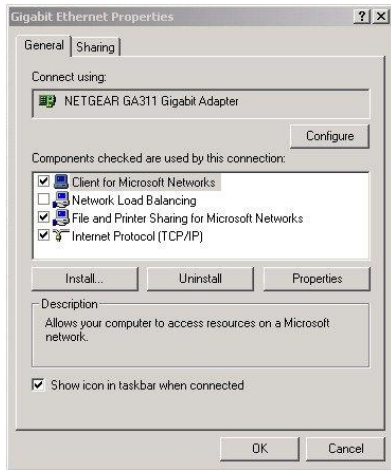 Gigabit Ethernet Properties
General
Sharing
Connect using:
NETGEAR GA311 Gigabit Adapter
Configure
Components checked are used by this connection:
Client for Microsoft Networks
Network Load Balancing
File and Printer Sharing for Microsoft Networks
Internet Protocol (TCP/IP)
Install...
Uninstall
Properties
Description
Allows your computer to access resources on a Microsoft
network.
Show icon in taskbar when connected
OK
Cancel